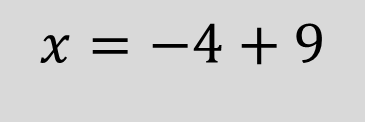 x = −4 + 9